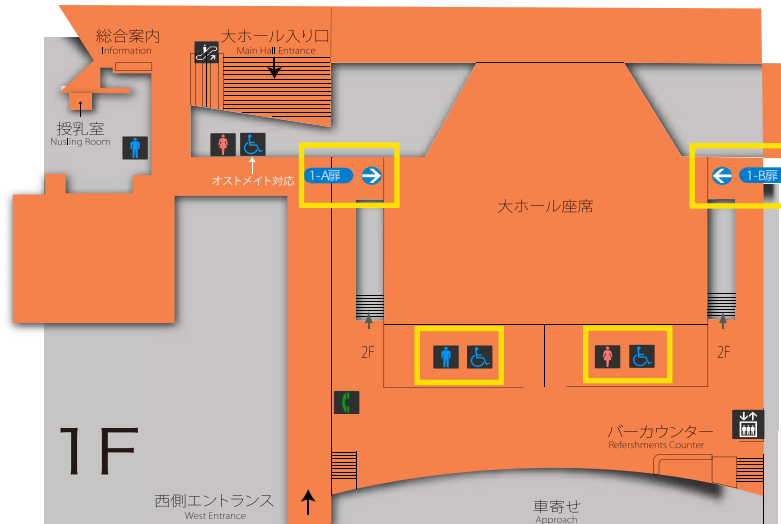 総合案内
Information
大ホール入り口
Main Hall Entrance
授乳室
Nusling Room
オストメイト対応
1-A扉
1-B扉
大ホール座席
2F
2F
1F
バーカウンター
Refershments Counter
西側エントランス
West Entrance
車寄せ
Approach